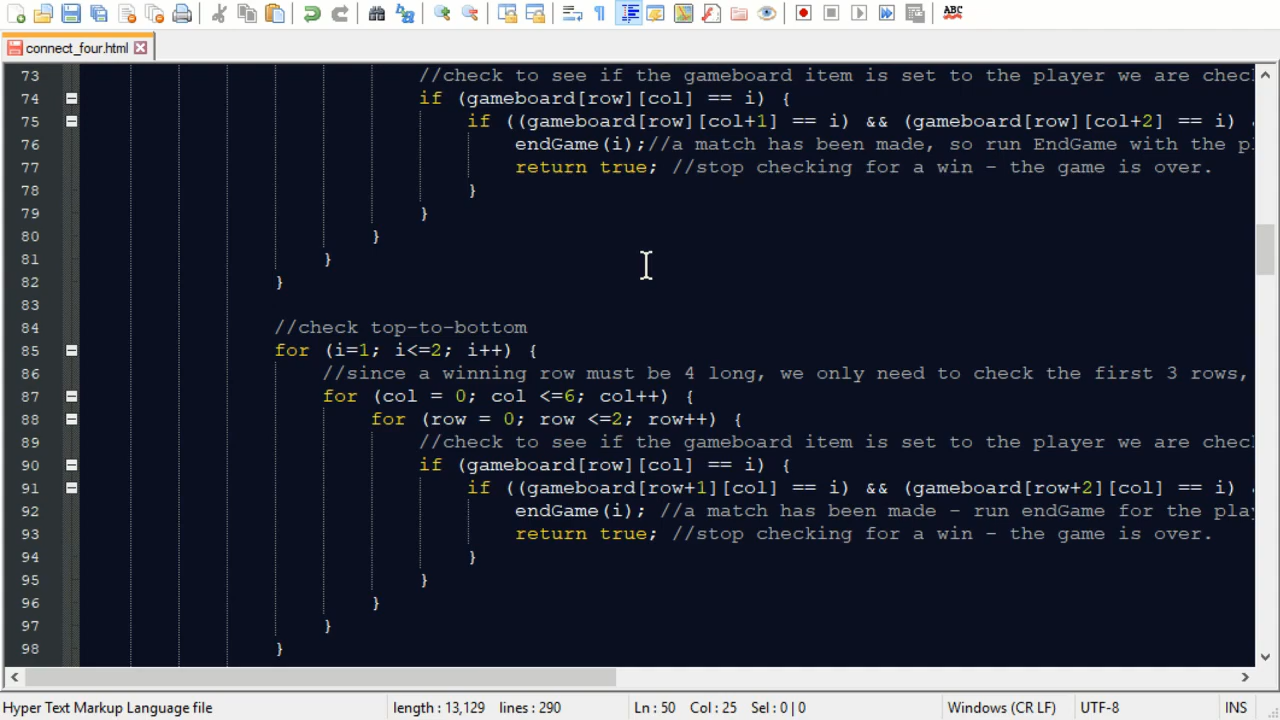 ABC
connect_four.html
73 //check to see if the gameboard item is set to the player we are chec
74 if (gameboard[row][col] == i) {
75 if ((gameboard[row][col+1] == i) && (gameboard[row][col+2] == i)
76 endGame(i);//a match has been made, so run EndGame with the pl
77 return true; //stop checking for a win - the game is over.
78 }
79 }
80 }
81 }
82 }
83
84 //check top-to-bottom
85 for (i=1; i<=2; i++) {
86 //since a winning row must be 4 long, we only need to check the first 3 rows,
87 for (col = 0; col <=6; col++) {
88 for (row = 0; row <=2; row++) {
89 //check to see if the gameboard item is set to the player we are chec
90 if (gameboard[row][col] == i) {
91 if ((gameboard[row+1][col] == i) && (gameboard[row+2][col] == i)
92 endGame(i); //a match has been made - run endGame for the play
93 return true; //stop checking for a win - the game is over.
94 }
95 }
96 }
97 }
98 }
Hyper Text Markup Language file length : 13,129 lines : 290 Ln : 50 Col : 25 Sel : 0 | 0 Windows (CR LF) UTF-8 INS